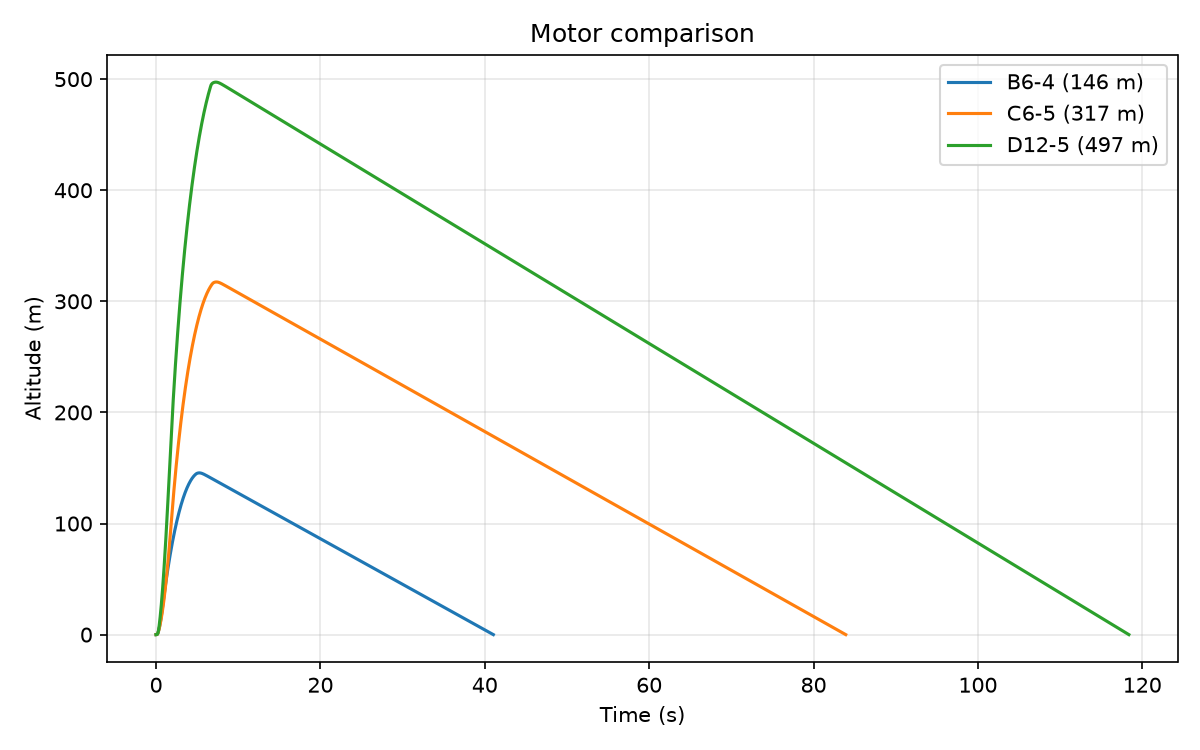 Motor comparison
B6-4 (146 m)
C6-5 (317 m)
D12-5 (497 m)
Altitude (m)
500
400
300
200
100
0
0 20 40 60 80 100 120
Time (s)